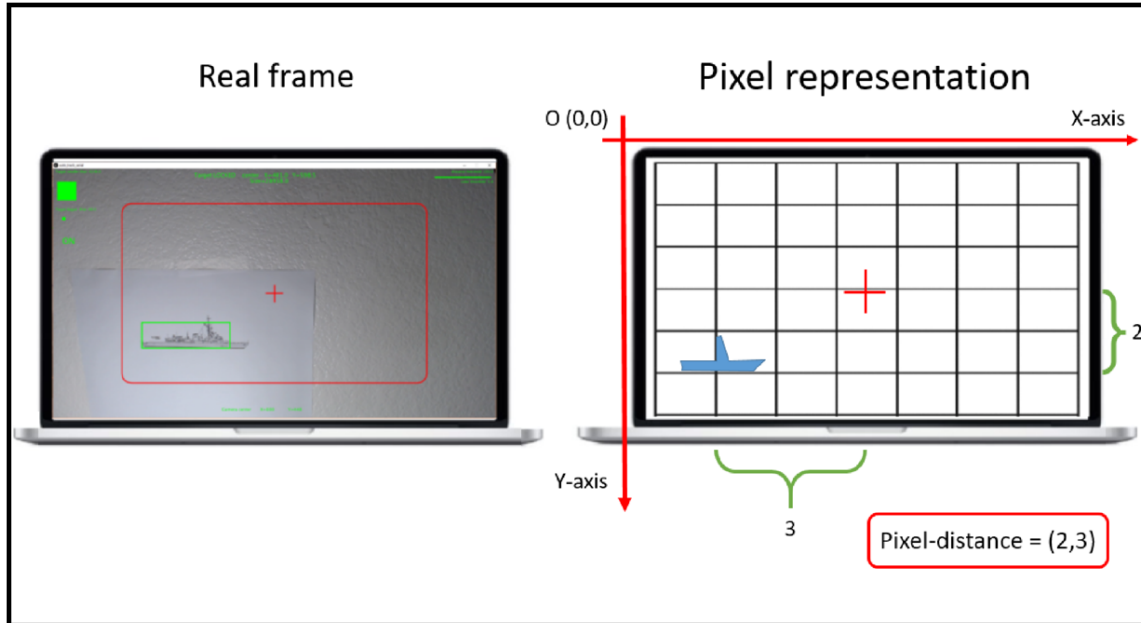 Real frame
Pixel representation
O (0,0)
X-axis
2
Y-axis
3
Pixel-distance = (2,3)